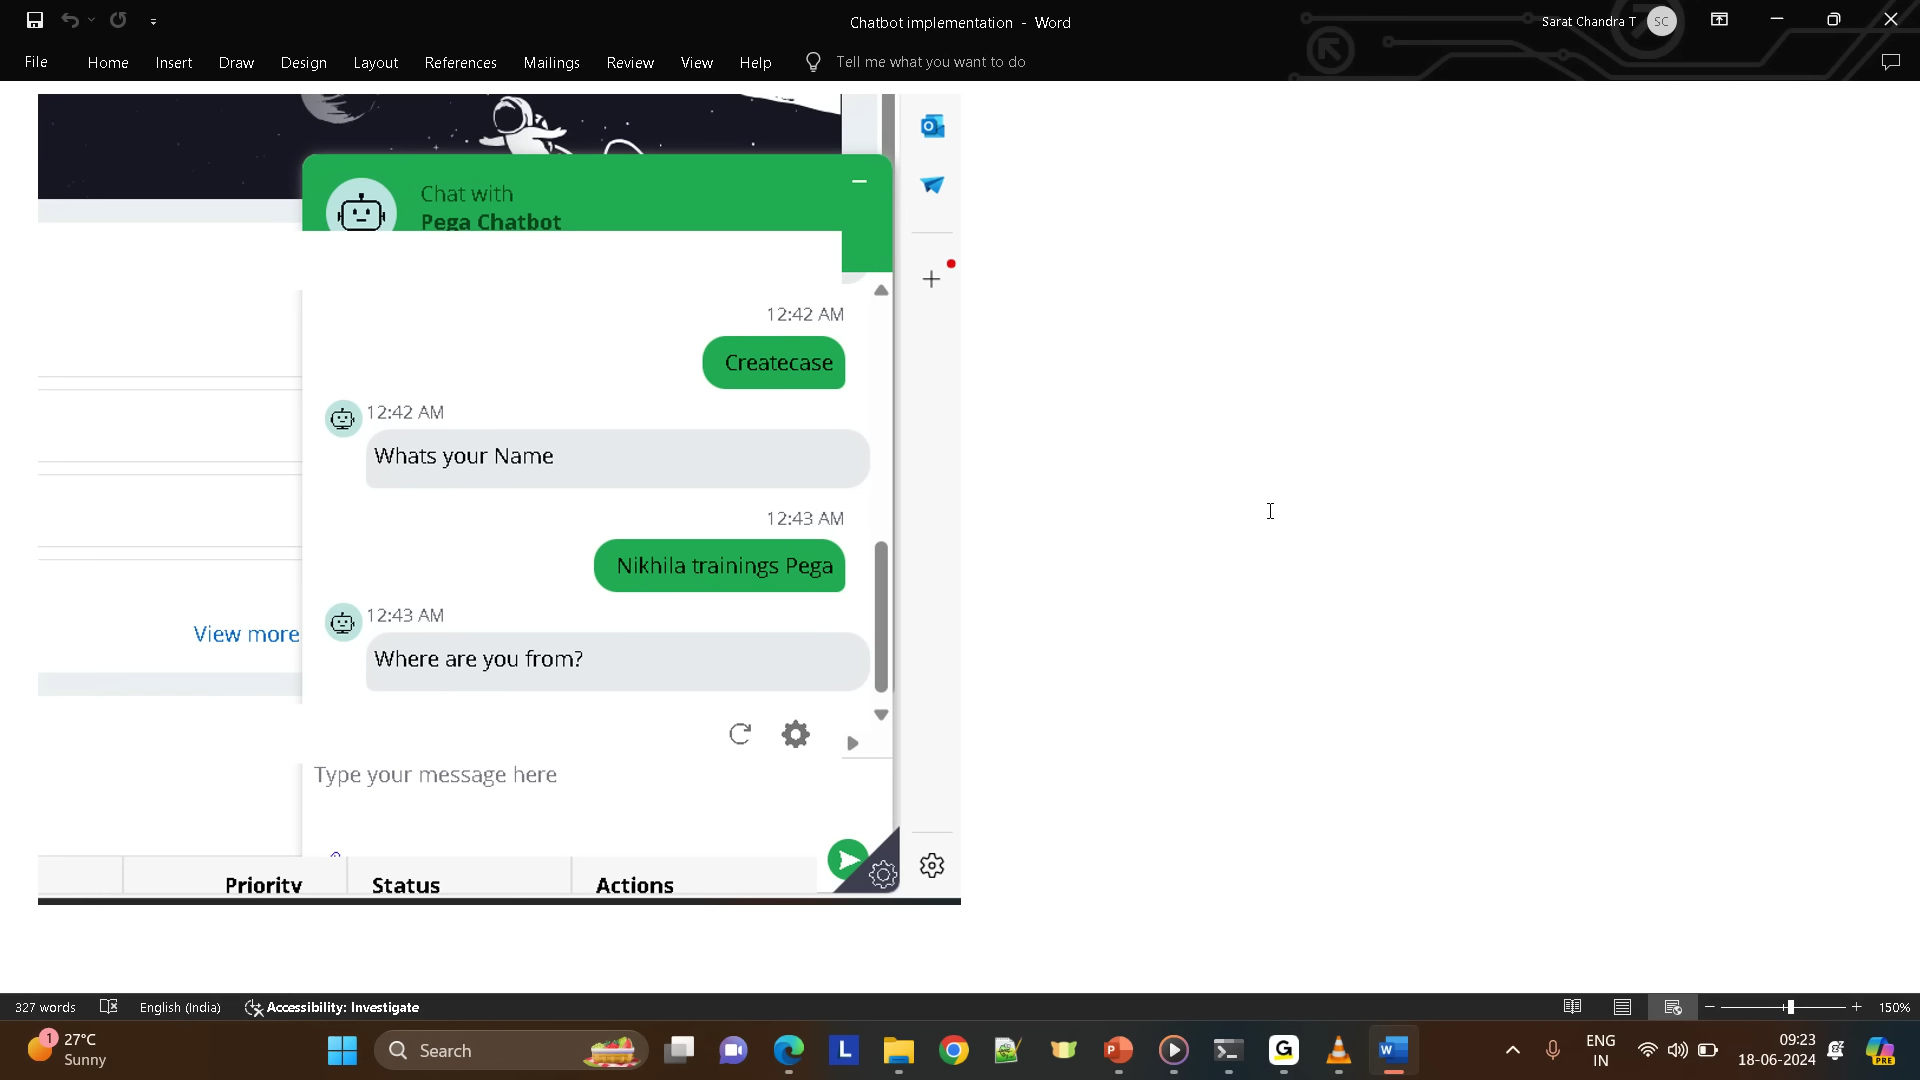 Chatbot implementation - Word
Sarat Chandra T
SC
File
Home
Insert
Draw
Design
Layout
References
Mailings
Review
View
Help
Tell me what you want to do
Chat with
Pega Chatbot
12:42 AM
Createcase
12:42 AM
Whats your Name
12:43 AM
Nikhila trainings Pega
12:43 AM
Where are you from?
View more
Type your message here
Priority
Status
Actions
327 words
English (India)
Accessibility: Investigate
150%
1
27°C
Sunny
Search
ENG
IN
09:23
18-06-2024
PRE